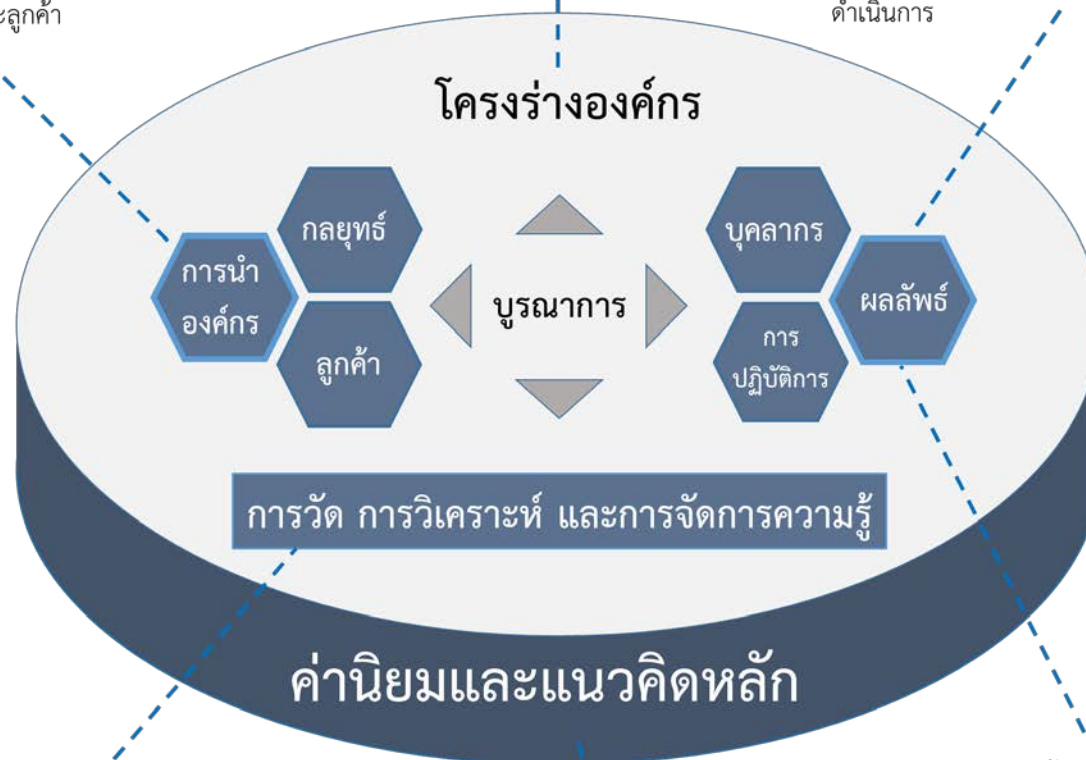 ะลูกค้า
ดำเนินการ
โครงร่างองค์กร
กลยุทธ์
บุคลากร
การนำ
องค์กร
บูรณาการ
ผลลัพธ์
ลูกค้า
การ
ปฏิบัติการ
การวัด การวิเคราะห์ และการจัดการความรู้
ค่านิยมและแนวคิดหลัก